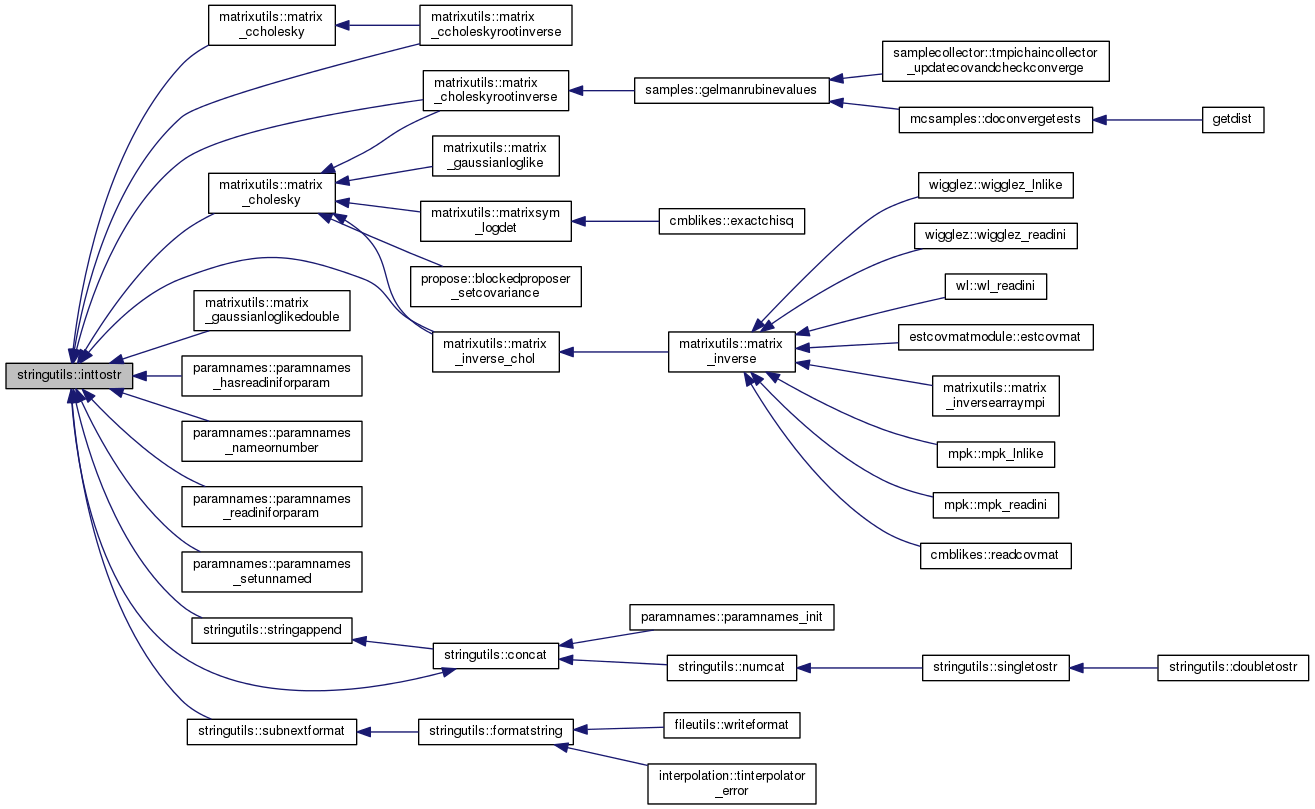 matrixutils::matrix
_ccholesky
matrixutils::matrix
_ccholeskyrootinverse
matrixutils::matrix
_choleskyrootinverse
samples::gelmanrubinevalues
samplecollector::tmpichaincollector
_updatecovandcheckconverge
mcsamples::doconvergetests
getdist
matrixutils::matrix
_cholesky
matrixutils::matrix
_gaussianloglike
matrixutils::matrixsym
_logdet
cmblikes::exactchisq
propose::blockedproposer
_setcovariance
matrixutils::matrix
_gaussianloglikedouble
matrixutils::matrix
_inverse_chol
matrixutils::matrix
_inverse
wigglez::wigglez_lnlike
wigglez::wigglez_readini
wl::wl_readini
estcovmatmodule::estcovmat
matrixutils::matrix
_inversearraympi
mpk::mpk_lnlike
mpk::mpk_readini
cmblikes::readcovmat
stringutils::inttostr
paramnames::paramnames
_hasreadiniforparam
paramnames::paramnames
_nameornumber
paramnames::paramnames
_readiniforparam
paramnames::paramnames
_setunnamed
stringutils::stringappend
stringutils::concat
paramnames::paramnames_init
stringutils::numcat
stringutils::singletostr
stringutils::doubletostr
stringutils::subnextformat
stringutils::formatstring
fileutils::writeformat
interpolation::tinterpolator
_error